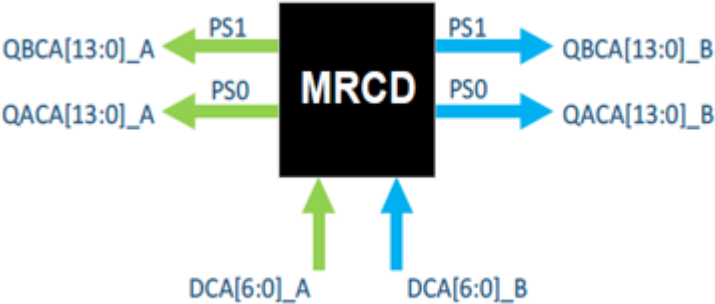 PS1
PS1
QBCA[13:0]_A
QBCA[13:0]_B
MRCD
PS0
PS0
QACA[13:0]_A
QACA[13:0]_B
DCA[6:0]_A
DCA[6:0]_B